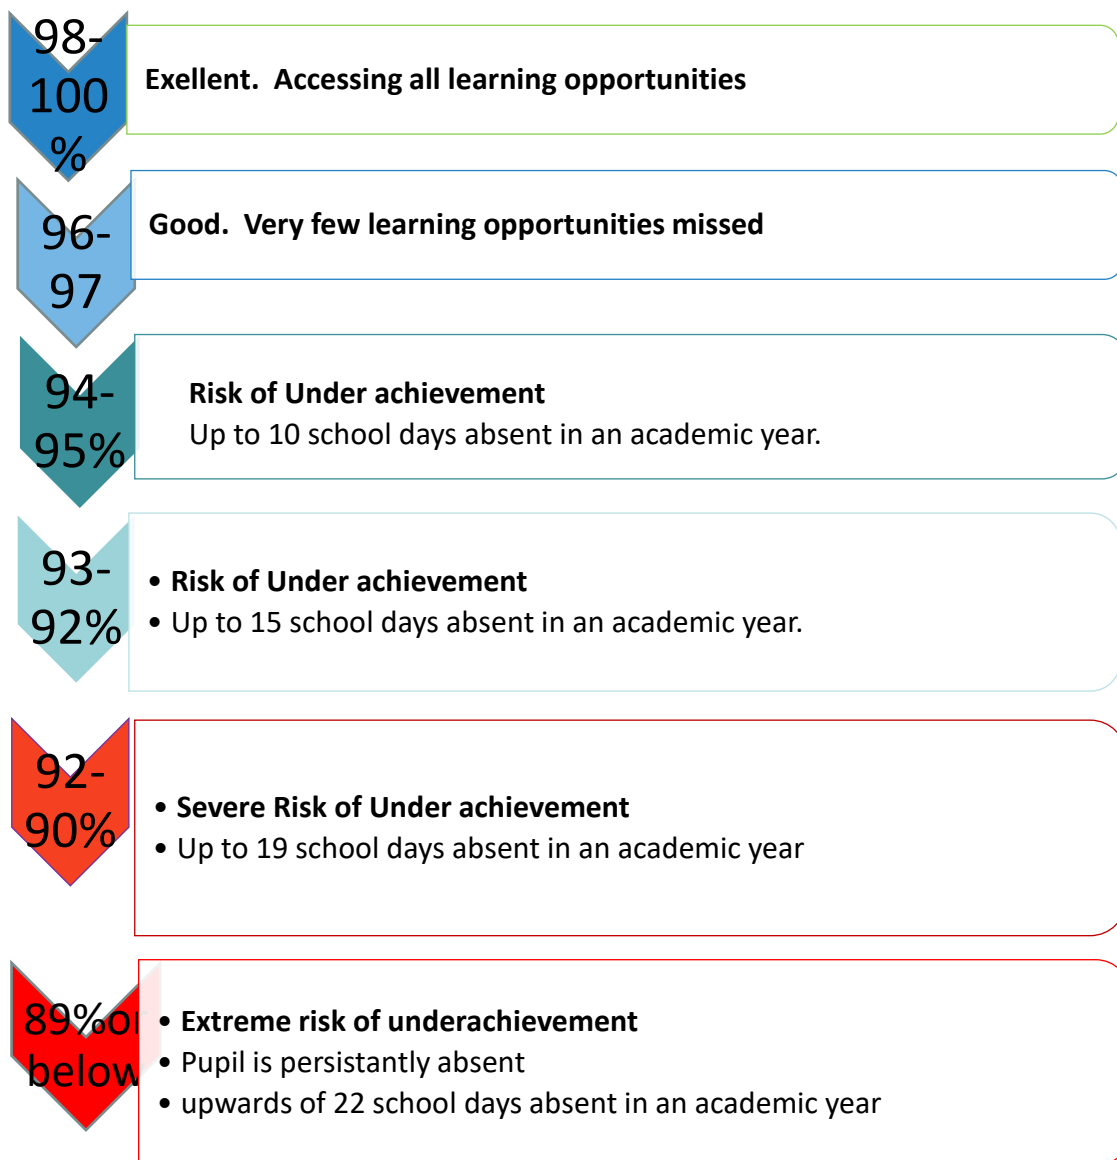 98-
100
%
Exellent.  Accessing all learning opportunities
96-
97
Good.  Very few learning opportunities missed
94-
95%
Risk of Under achievement
Up to 10 school days absent in an academic year.
93-
92%
• Risk of Under achievement
• Up to 15 school days absent in an academic year.
92-
90%
• Severe Risk of Under achievement
• Up to 19 school days absent in an academic year
89%or
below
• Extreme risk of underachievement
• Pupil is persistantly absent
• upwards of 22 school days absent in an academic year